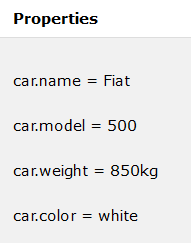 Properties
car.name = Fiat
car.model = 500
car.weight = 850kg
car.color = white